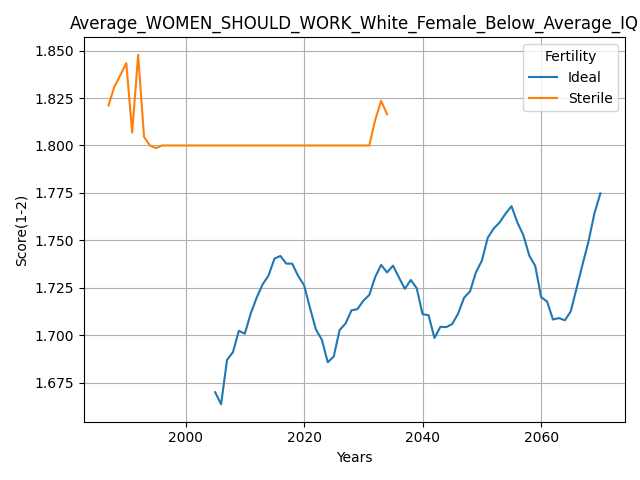 Average_WOMEN_SHOULD_WORK_White_Female_Below_Average_IQ
Fertility
Ideal
Sterile
Score(1-2)
1.850
1.825
1.800
1.775
1.750
1.725
1.700
1.675
2000
2020
2040
2060
Years